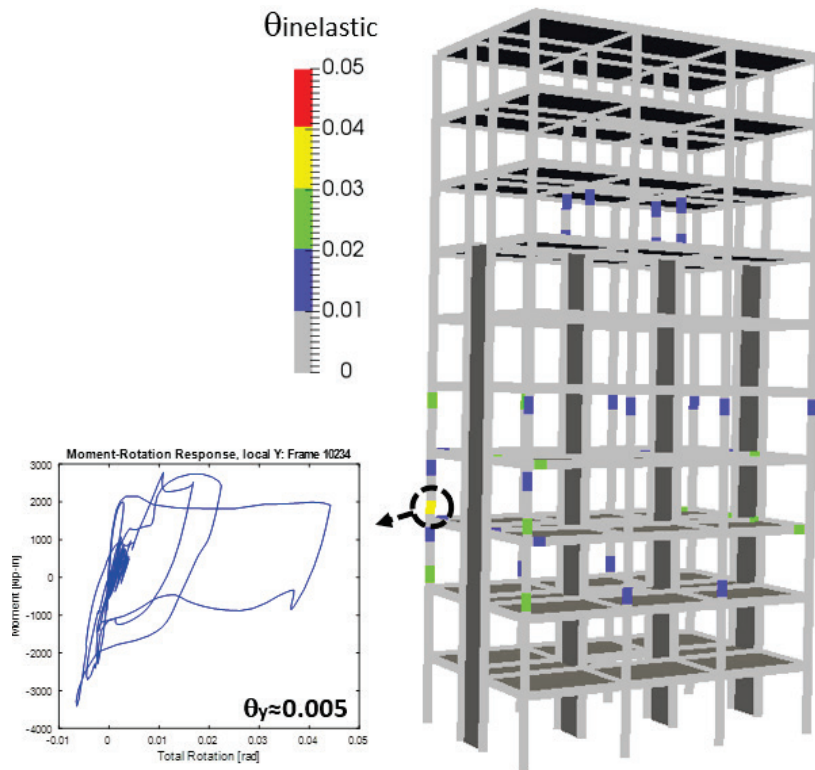 θinelastic
0.05
0.04
0.03
0.02
0.01
0
Moment-Rotation Response, local Y: Frame 10234
3000
2000
1000
0
-1000
-2000
-3000
-4000
Moment [kip-in]
θy≈0.005
-0.01 0 0.01 0.02 0.03 0.04 0.05
Total Rotation [rad]